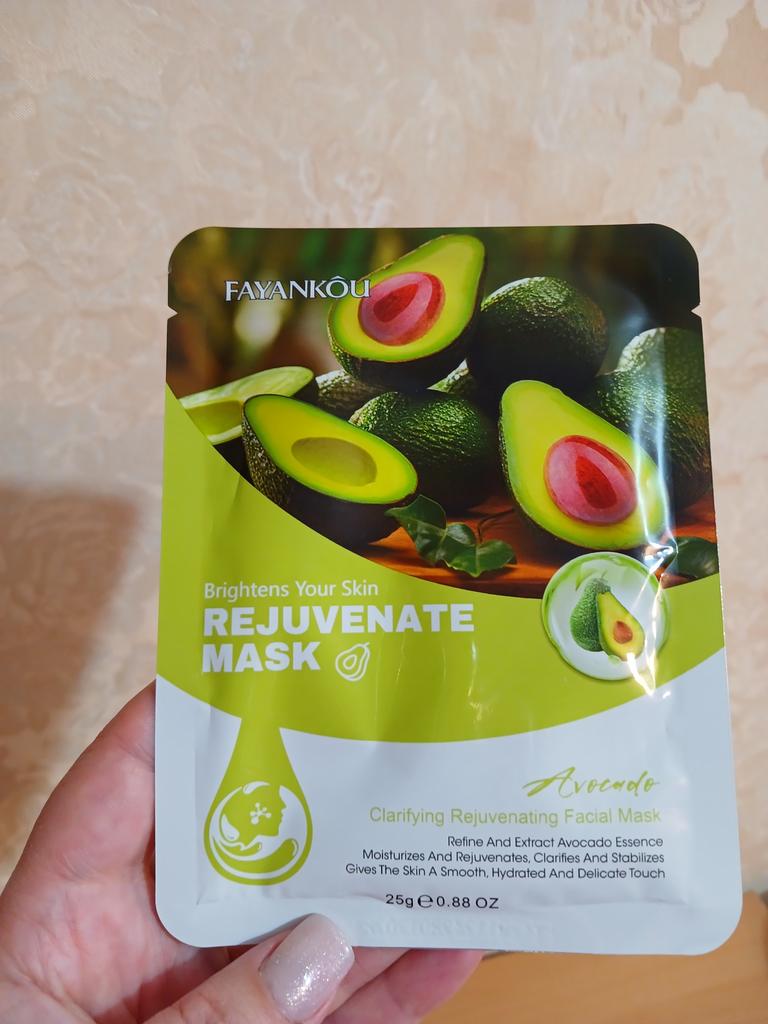 FAYANKÔU
Brightens Your Skin
REJUVENATE
MASK
Avocado
Clarifying Rejuvenating Facial Mask
Refine And Extract Avocado Essence
Moisturizes And Rejuvenates, Clarifies And Stabilizes
Gives The Skin A Smooth, Hydrated And Delicate Touch
25g℮0.88 OZ